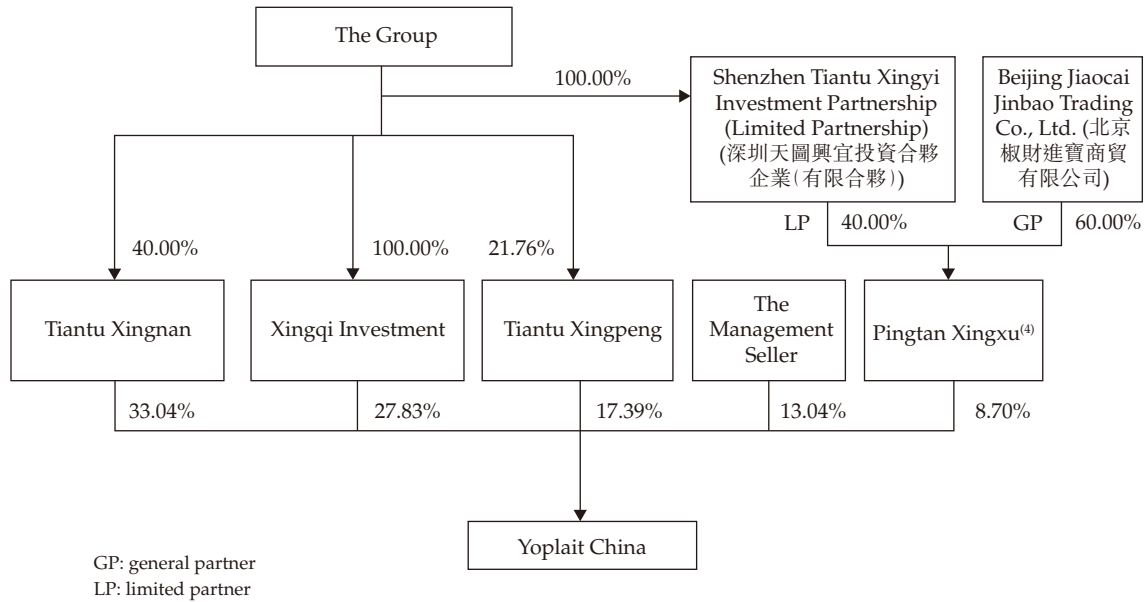 The Group
100.00%
Shenzhen Tiantu Xingyi
Investment Partnership
(Limited Partnership)
(深圳天圖興宜投資合夥
企業(有限合夥))
Beijing Jiaocai
Jinbao Trading
Co., Ltd. (北京
椒財進寶商貿
有限公司)
LP 40.00%
GP 60.00%
40.00%
100.00%
21.76%
Tiantu Xingnan
Xingqi Investment
Tiantu Xingpeng
The
Management
Seller
Pingtan Xingxu(4)
33.04%
27.83%
17.39%
13.04%
8.70%
Yoplait China
GP: general partner
LP: limited partner